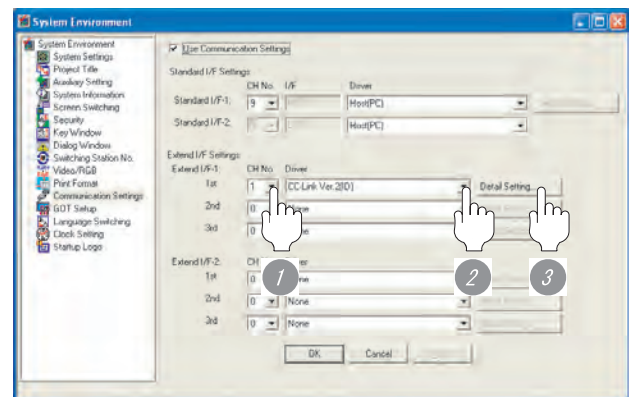 System Environment
System Environment
System Settings
Project Title
Auxiliary Setting
System Information
Screen Switching
Security
Key Window
Dialog Window
Switching Station No.
Video/RGB
Print Format
Communication Settings
GOT Setup
Language Switching
Clock Setting
Startup Logo
Use Communication Settings
Standard I/F Settings
CH No. I/F Driver
Standard I/F-1: 9 Host(PC)
Standard I/F-2: Host(PC)
Extend I/F Settings
Extend I/F-1: CH No. Driver
1st 1 CC-Link Ver.2(ID) Detail Setting...
2nd 0 None
3rd 0
Extend I/F-2: CH
1st 0 None
2nd 0 None
3rd 0 None
OK Cancel
1 2 3